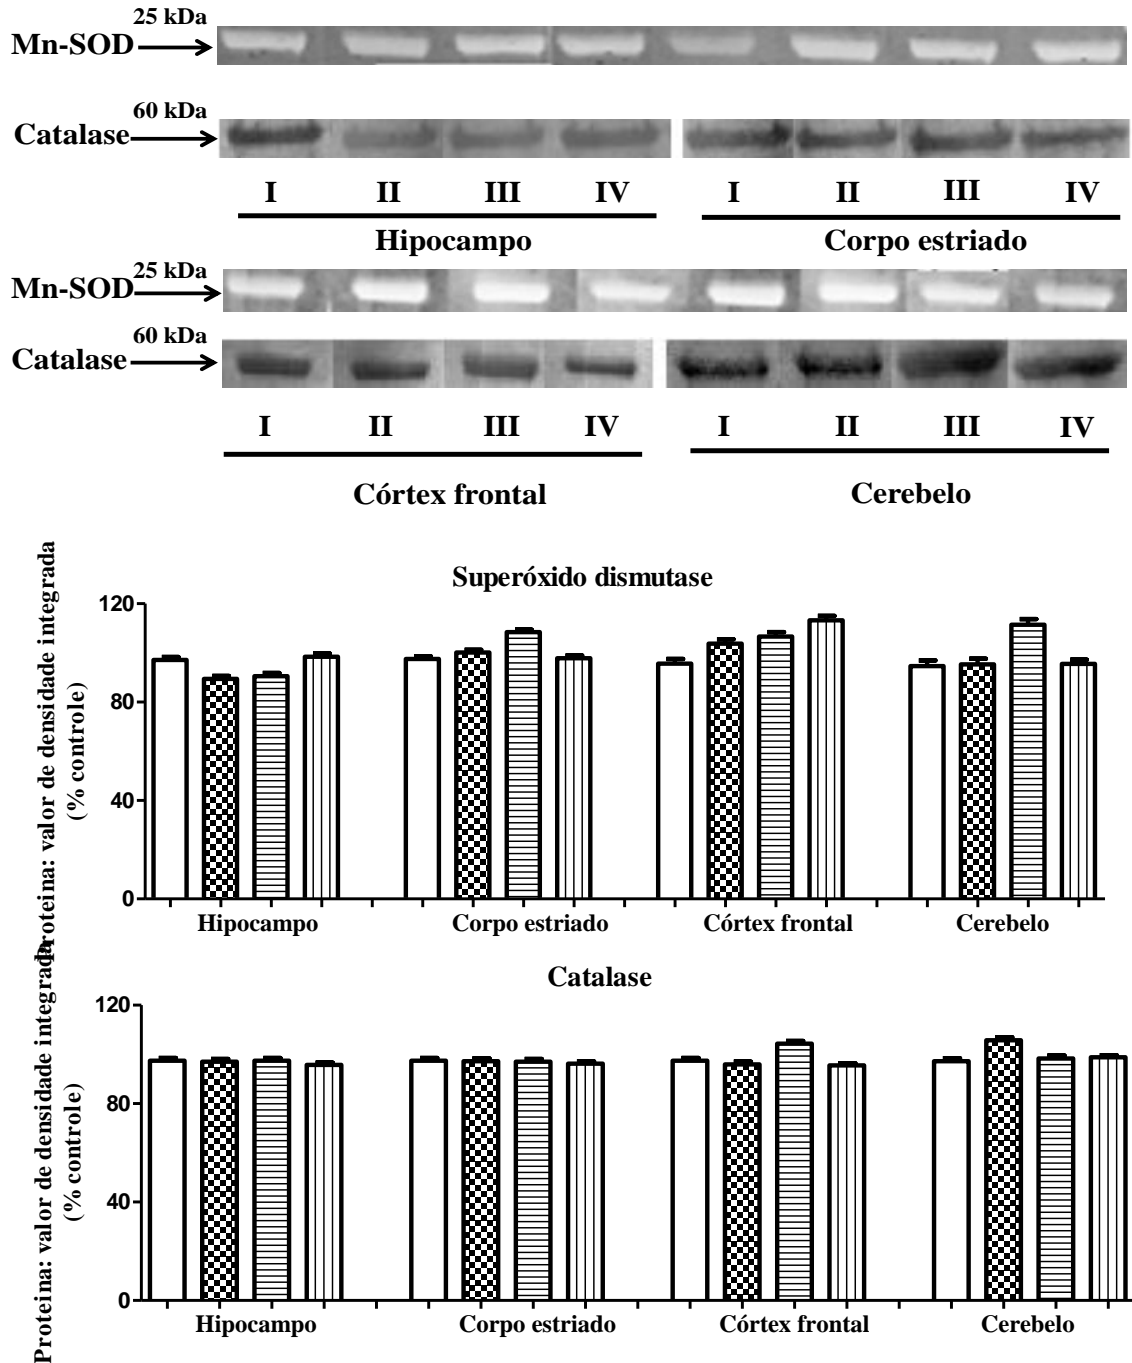 25 kDa
Mn-SOD
60 kDa
Catalase
I II III IV I II III IV
Hipocampo Corpo estriado
25 kDa
Mn-SOD
60 kDa
Catalase
I II III IV I II III IV
Córtex frontal Cerebelo
Superóxido dismutase
Proteina: valor de densidade integrada
(% controle)
120
80
40
0
Hipocampo Corpo estriado Córtex frontal Cerebelo
Catalase
Proteina: valor de densidade integrada
(% controle)
120
80
40
0
Hipocampo Corpo estriado Córtex frontal Cerebelo